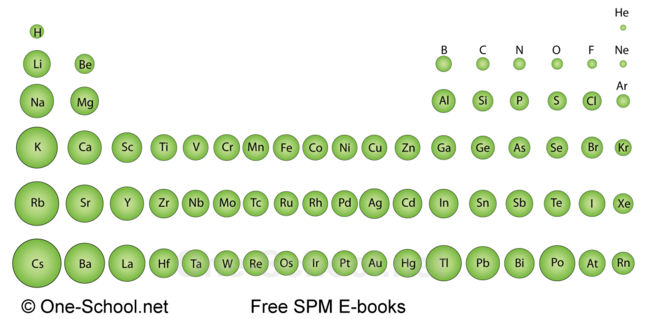 He
H
Li Be B C N O F Ne
Na Mg Al Si P S Cl Ar
K Ca Sc Ti V Cr Mn Fe Co Ni Cu Zn Ga Ge As Se Br Kr
Rb Sr Y Zr Nb Mo Tc Ru Rh Pd Ag Cd In Sn Sb Te I Xe
Cs Ba La Hf Ta W Re Os Ir Pt Au Hg Tl Pb Bi Po At Rn
© One-School.net Free SPM E-books